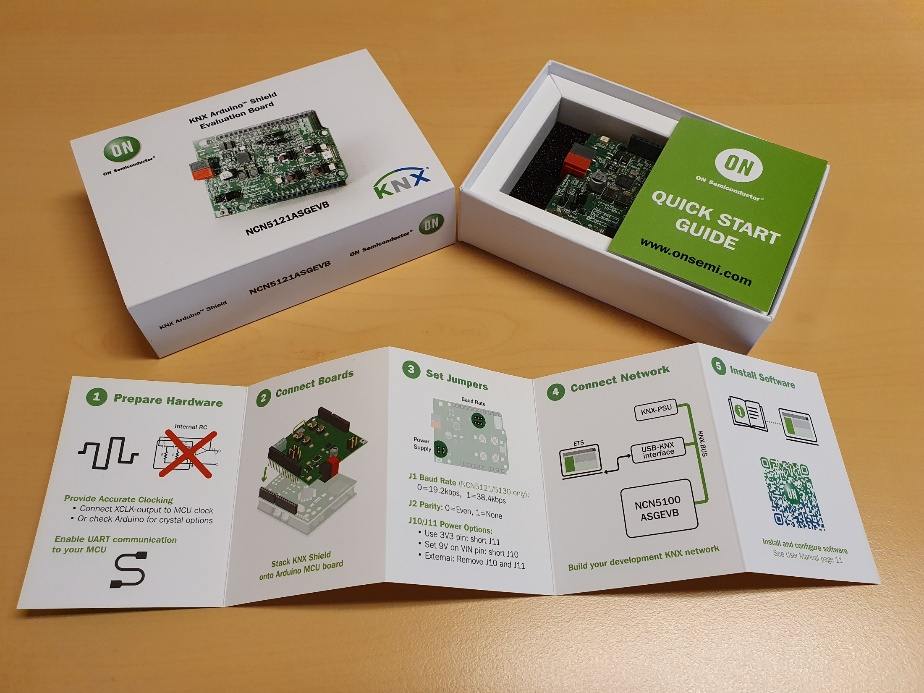 KNX Arduino™ Shield
Evaluation Board
ON
ON Semiconductor®
KNX®
NCN5121ASGEVB
KNX Arduino™ Shield
NCN5121ASGEVB
ON Semiconductor®
ON
ON
ON Semiconductor®
QUICK START
GUIDE
www.onsemi.com
1 Prepare Hardware
Internal RC
Provide Accurate Clocking
• Connect XCLK-output to MCU clock
• Or check Arduino for crystal options
Enable UART communication
to your MCU
2 Connect Boards
Stack KNX Shield
onto Arduino MCU board
3 Set Jumpers
Baud Rate
Power
Supply
J1 Baud Rate (NCN5121/5130 only):
0=19.2kbps, 1=38.4kbps
J2 Parity: 0=Even, 1=None
J10/J11 Power Options:
• Use 3V3 pin: short J11
• Set 9V on VIN pin: short J10
• External: Remove J10 and J11
4 Connect Network
KNX-PSU
ETS
USB-KNX
interface
KNX-BUS
NCN5100
ASGEVB
Build your development KNX network
5 Install Software
ON
Install and configure software
See User Manual page 11